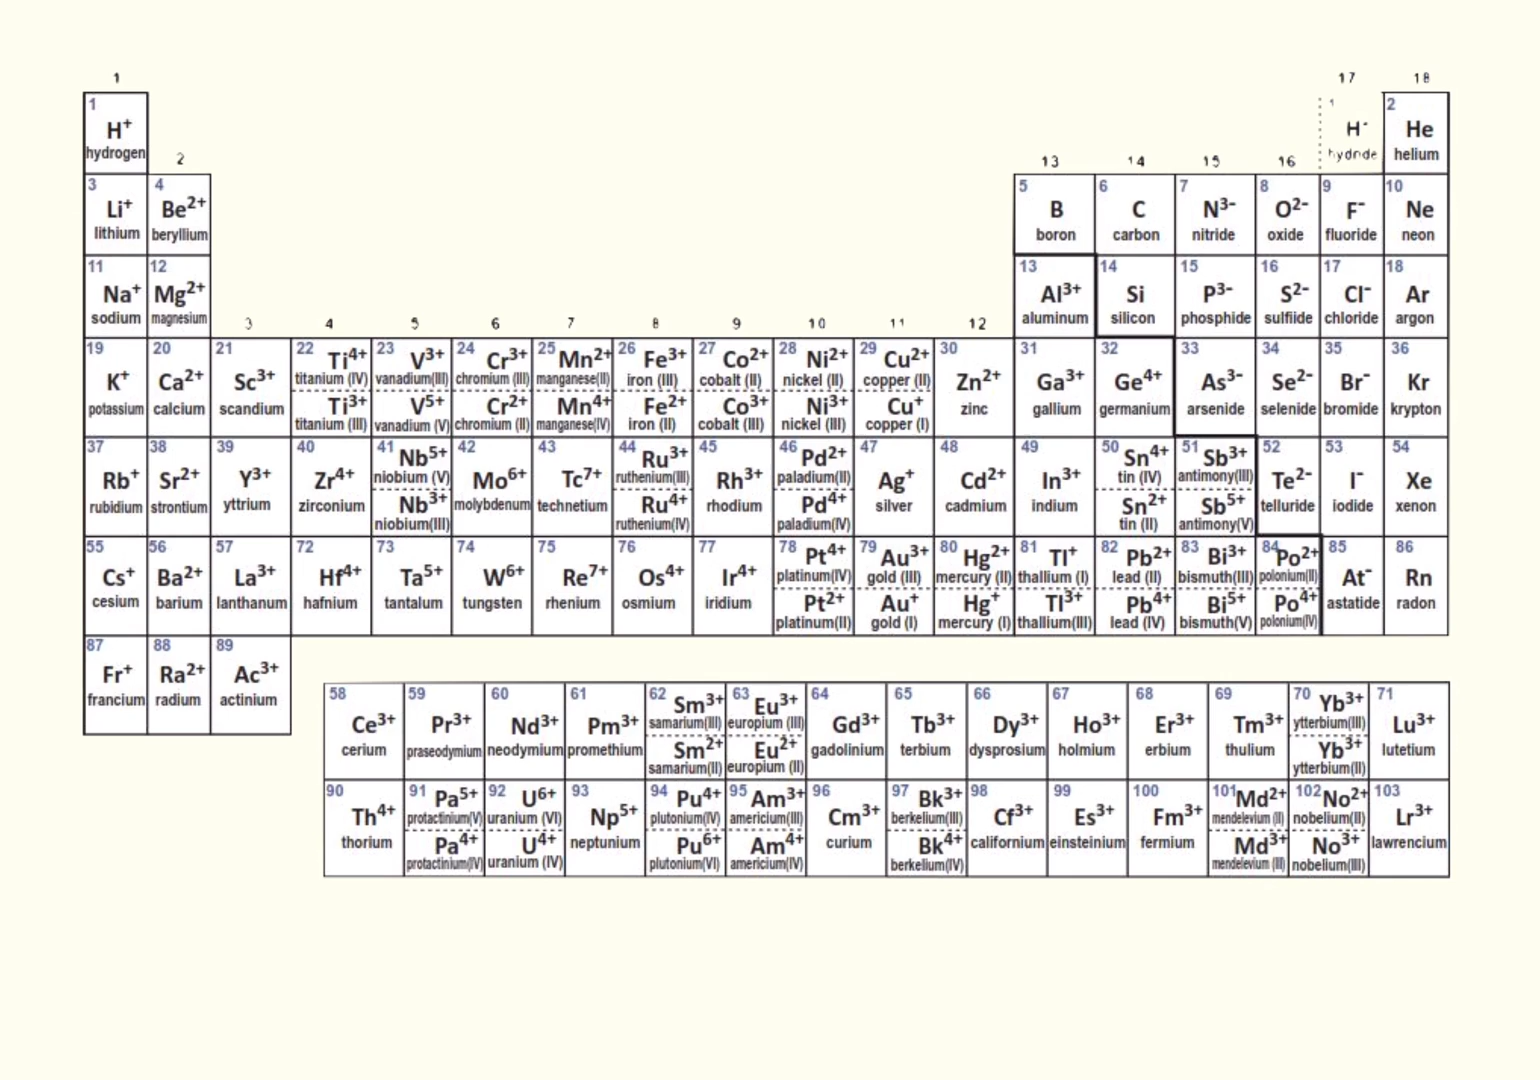 1
17
18
1
H⁺
hydrogen
1
H⁻
hydride
2
He
helium
2
13
14
15
16
3
Li⁺
lithium
4
Be²⁺
beryllium
5
B
boron
6
C
carbon
7
N³⁻
nitride
8
O²⁻
oxide
9
F⁻
fluoride
10
Ne
neon
11
Na⁺
sodium
12
Mg²⁺
magnesium
13
Al³⁺
aluminum
14
Si
silicon
15
P³⁻
phosphide
16
S²⁻
sulfiide
17
Cl⁻
chloride
18
Ar
argon
3
4
5
6
7
8
9
10
11
12
19
K⁺
potassium
20
Ca²⁺
calcium
21
Sc³⁺
scandium
22
Ti⁴⁺
titanium (IV)
Ti³⁺
titanium (III)
23
V³⁺
vanadium(III)
V⁵⁺
vanadium (V)
24
Cr³⁺
chromium (III)
Cr²⁺
chromium (II)
25
Mn²⁺
manganese(II)
Mn⁴⁺
manganese(IV)
26
Fe³⁺
iron (III)
Fe²⁺
iron (II)
27
Co²⁺
cobalt (II)
Co³⁺
cobalt (III)
28
Ni²⁺
nickel (II)
Ni³⁺
nickel (III)
29
Cu²⁺
copper (II)
Cu⁺
copper (I)
30
Zn²⁺
zinc
31
Ga³⁺
gallium
32
Ge⁴⁺
germanium
33
As³⁻
arsenide
34
Se²⁻
selenide
35
Br⁻
bromide
36
Kr
krypton
37
Rb⁺
rubidium
38
Sr²⁺
strontium
39
Y³⁺
yttrium
40
Zr⁴⁺
zirconium
41
Nb⁵⁺
niobium (V)
Nb³⁺
niobium(III)
42
Mo⁶⁺
molybdenum
43
Tc⁷⁺
technetium
44
Ru³⁺
ruthenium(III)
Ru⁴⁺
ruthenium(IV)
45
Rh³⁺
rhodium
46
Pd²⁺
paladium(II)
Pd⁴⁺
paladium(IV)
47
Ag⁺
silver
48
Cd²⁺
cadmium
49
In³⁺
indium
50
Sn⁴⁺
tin (IV)
Sn²⁺
tin (II)
51
Sb³⁺
antimony(III)
Sb⁵⁺
antimony(V)
52
Te²⁻
telluride
53
I⁻
iodide
54
Xe
xenon
55
Cs⁺
cesium
56
Ba²⁺
barium
57
La³⁺
lanthanum
72
Hf⁴⁺
hafnium
73
Ta⁵⁺
tantalum
74
W⁶⁺
tungsten
75
Re⁷⁺
rhenium
76
Os⁴⁺
osmium
77
Ir⁴⁺
iridium
78
Pt⁴⁺
platinum(IV)
Pt²⁺
platinum(II)
79
Au³⁺
gold (III)
Au⁺
gold (I)
80
Hg²⁺
mercury (II)
Hg⁺
mercury (I)
81
Tl⁺
thallium (I)
Tl³⁺
thallium(III)
82
Pb²⁺
lead (II)
Pb⁴⁺
lead (IV)
83
Bi³⁺
bismuth(III)
Bi⁵⁺
bismuth(V)
84
Po²⁺
polonium(II)
Po⁴⁺
polonium(IV)
85
At⁻
astatide
86
Rn
radon
87
Fr⁺
francium
88
Ra²⁺
radium
89
Ac³⁺
actinium
58
Ce³⁺
cerium
59
Pr³⁺
praseodymium
60
Nd³⁺
neodymium
61
Pm³⁺
promethium
62
Sm³⁺
samarium(III)
Sm²⁺
samarium(II)
63
Eu³⁺
europium (III)
Eu²⁺
europium (II)
64
Gd³⁺
gadolinium
65
Tb³⁺
terbium
66
Dy³⁺
dysprosium
67
Ho³⁺
holmium
68
Er³⁺
erbium
69
Tm³⁺
thulium
70
Yb³⁺
ytterbium(III)
Yb³⁺
ytterbium(II)
71
Lu³⁺
lutetium
90
Th⁴⁺
thorium
91
Pa⁵⁺
protactinium(V)
Pa⁴⁺
protactinium(IV)
92
U⁶⁺
uranium (VI)
U⁴⁺
uranium (IV)
93
Np⁵⁺
neptunium
94
Pu⁴⁺
plutonium(IV)
Pu⁶⁺
plutonium(VI)
95
Am³⁺
americium(III)
Am⁴⁺
americium(IV)
96
Cm³⁺
curium
97
Bk³⁺
berkelium(III)
Bk⁴⁺
berkelium(IV)
98
Cf³⁺
californium
99
Es³⁺
einsteinium
100
Fm³⁺
fermium
101
Md²⁺
mendelevium (II)
Md³⁺
mendelevium (III)
102
No²⁺
nobelium(II)
No³⁺
nobelium(III)
103
Lr³⁺
lawrencium